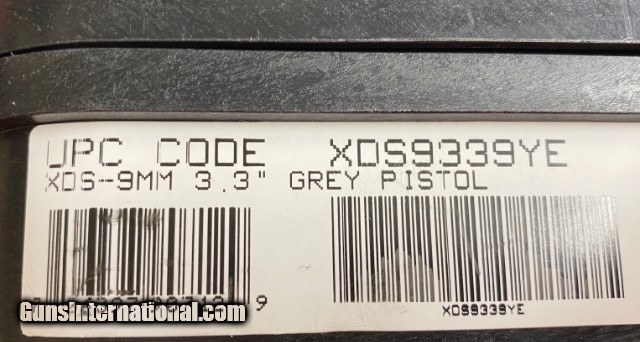 UPC CODE XDS9339YE
XDS-9MM 3.3" GREY PISTOL
9
XDS9339YE
GunsInternational.com